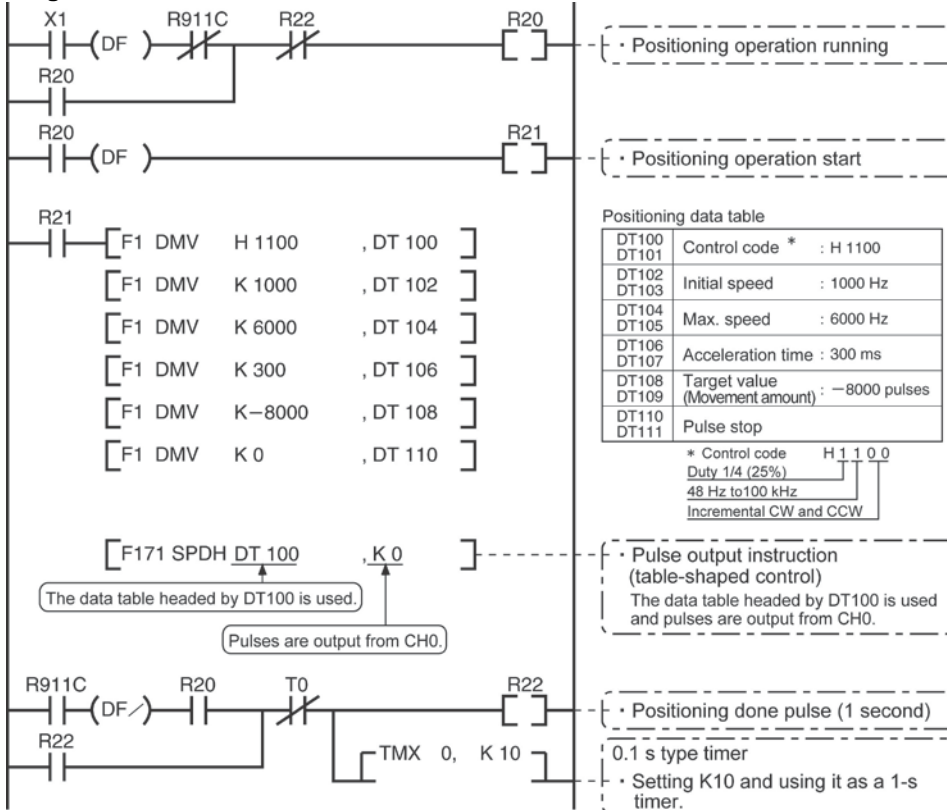 X1 R911C R22 R20
(DF )
· Positioning operation running
R20
R20 R21
(DF )
· Positioning operation start
R21
Positioning data table
F1 DMV H 1100 , DT 100
DT100
DT101
Control code * : H 1100
F1 DMV K 1000 , DT 102
DT102
DT103
Initial speed : 1000 Hz
F1 DMV K 6000 , DT 104
DT104
DT105
Max. speed : 6000 Hz
F1 DMV K 300 , DT 106
DT106
DT107
Acceleration time : 300 ms
F1 DMV K−8000 , DT 108
DT108
DT109
Target value
(Movement amount) : −8000 pulses
F1 DMV K 0 , DT 110
DT110
DT111
Pulse stop
* Control code H 1 1 0 0
Duty 1/4 (25%)
48 Hz to100 kHz
Incremental CW and CCW
F171 SPDH DT 100 , K 0
The data table headed by DT100 is used.
Pulses are output from CH0.
· Pulse output instruction
(table-shaped control)
The data table headed by DT100 is used
and pulses are output from CH0.
R911C R20 T0 R22
(DF/)
· Positioning done pulse (1 second)
R22
TMX 0, K 10
0.1 s type timer
· Setting K10 and using it as a 1-s
timer.